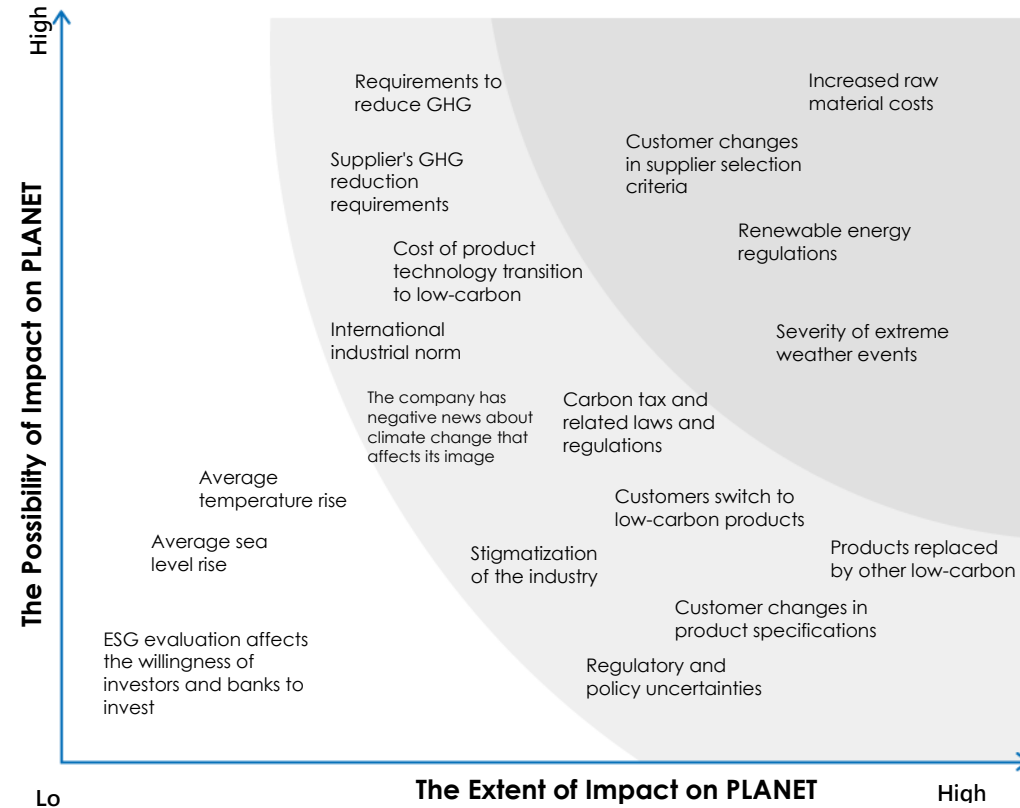 High
The Possibility of Impact on PLANET
Requirements to
reduce GHG
Increased raw
material costs
Customer changes
in supplier selection
criteria
Supplier's GHG
reduction
requirements
Renewable energy
regulations
Cost of product
technology transition
to low-carbon
International
industrial norm
Severity of extreme
weather events
The company has
negative news about
climate change that
affects its image
Carbon tax and
related laws and
regulations
Average
temperature rise
Customers switch to
low-carbon products
Average sea
level rise
Stigmatization
of the industry
Products replaced
by other low-carbon
Customer changes in
product specifications
ESG evaluation affects
the willingness of
investors and banks to
invest
Regulatory and
policy uncertainties
Lo
The Extent of Impact on PLANET
High